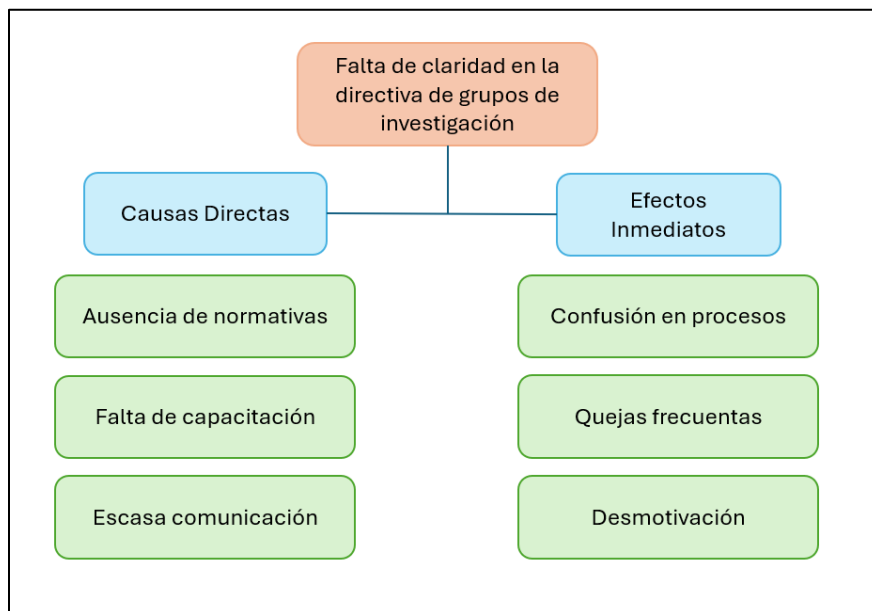 Falta de claridad en la
directiva de grupos de
investigación
Causas Directas
Efectos
Inmediatos
Ausencia de normativas
Confusión en procesos
Falta de capacitación
Quejas frecuentas
Escasa comunicación
Desmotivación